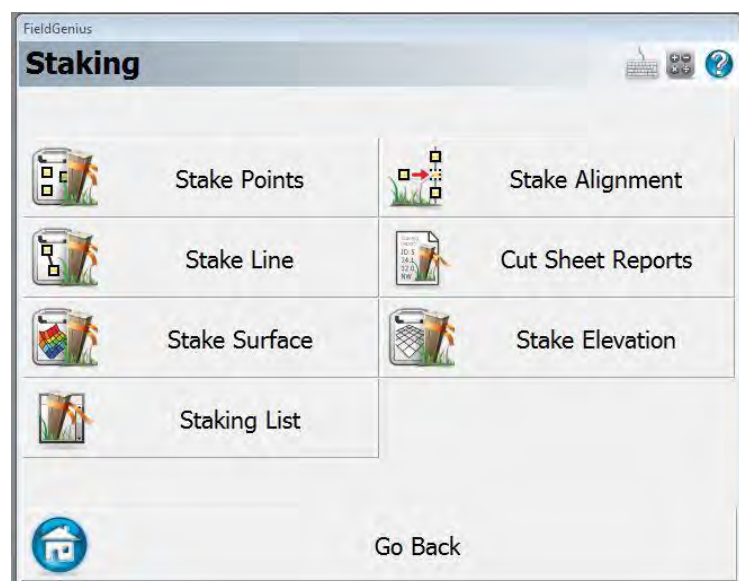 FieldGenius
Staking
Stake Points
Stake Alignment
Stake Line
Cut Sheet Reports
Stake Surface
Stake Elevation
Staking List
Go Back